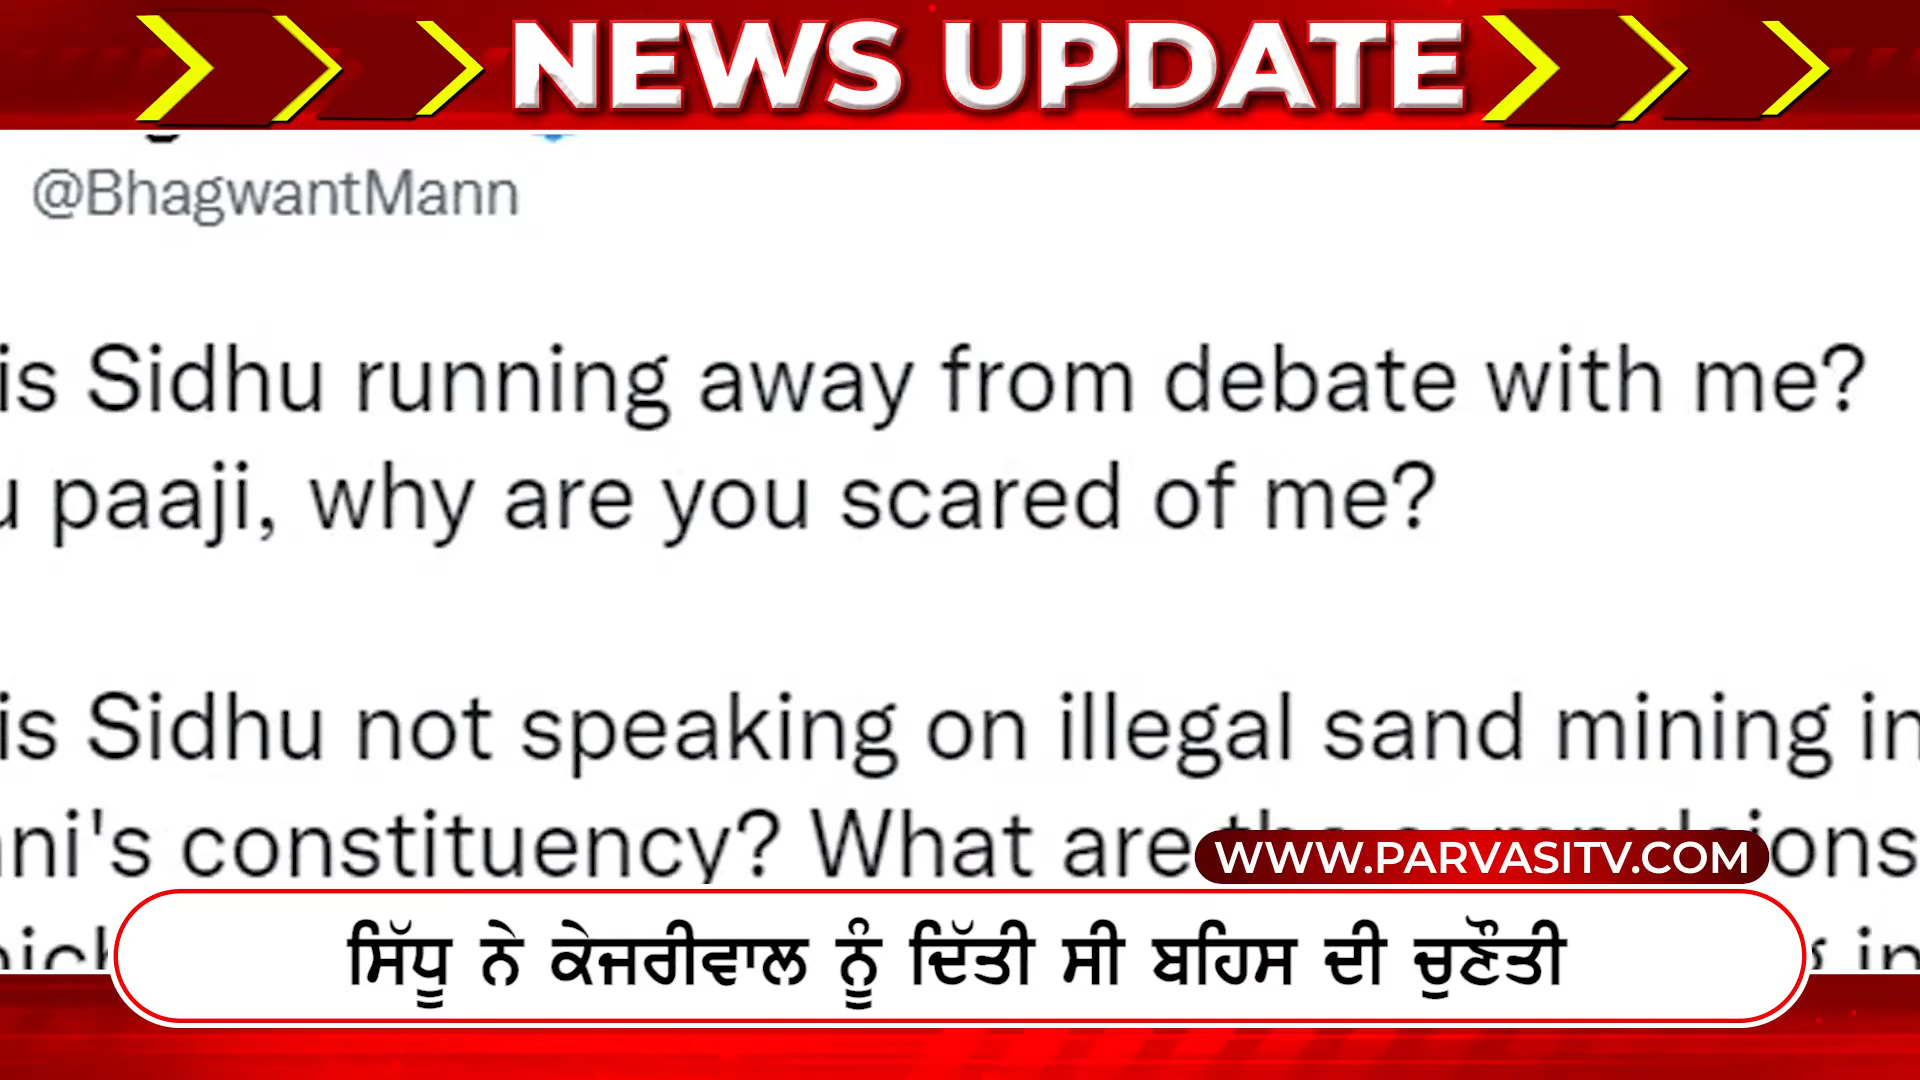 NEWS UPDATE
@BhagwantMann
is Sidhu running away from debate with me?
paaji, why are you scared of me?
is Sidhu not speaking on illegal sand mining in
constituency? What are
WWW.PARVASITV.COM
ਸਿੱਧੂ ਨੇ ਕੇਜਰੀਵਾਲ ਨੂੰ ਦਿੱਤੀ ਸੀ ਬਹਿਸ ਦੀ ਚੁਣੌਤੀ